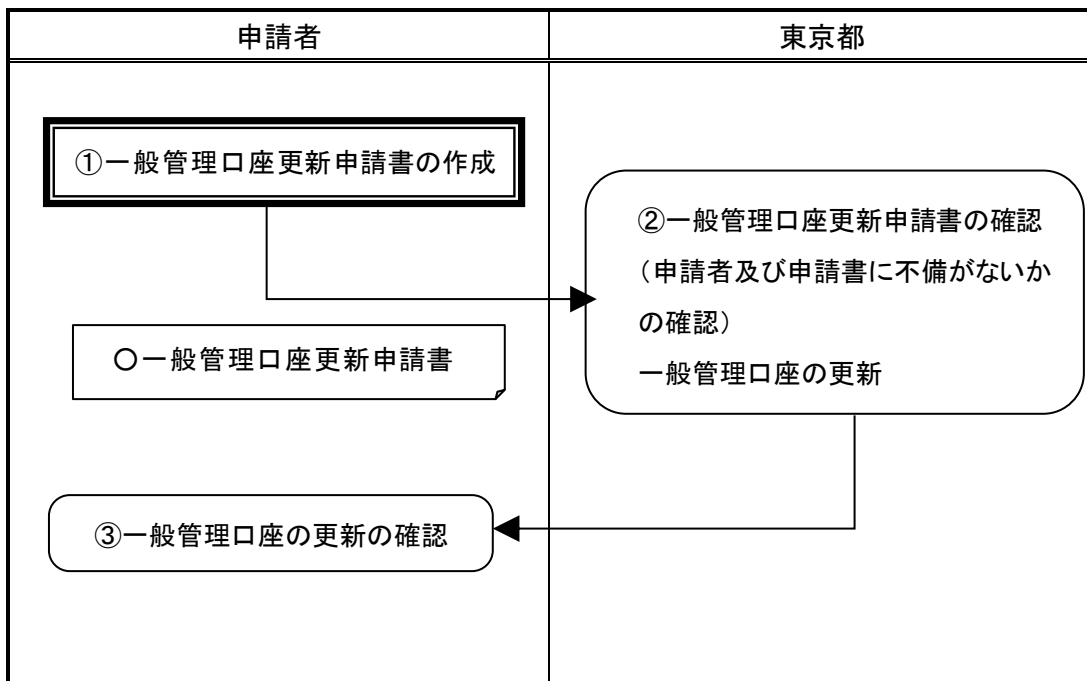 申請者
東京都
①一般管理口座更新申請書の作成
②一般管理口座更新申請書の確認
（申請者及び申請書に不備がないか
の確認）
一般管理口座の更新
〇一般管理口座更新申請書
③一般管理口座の更新の確認